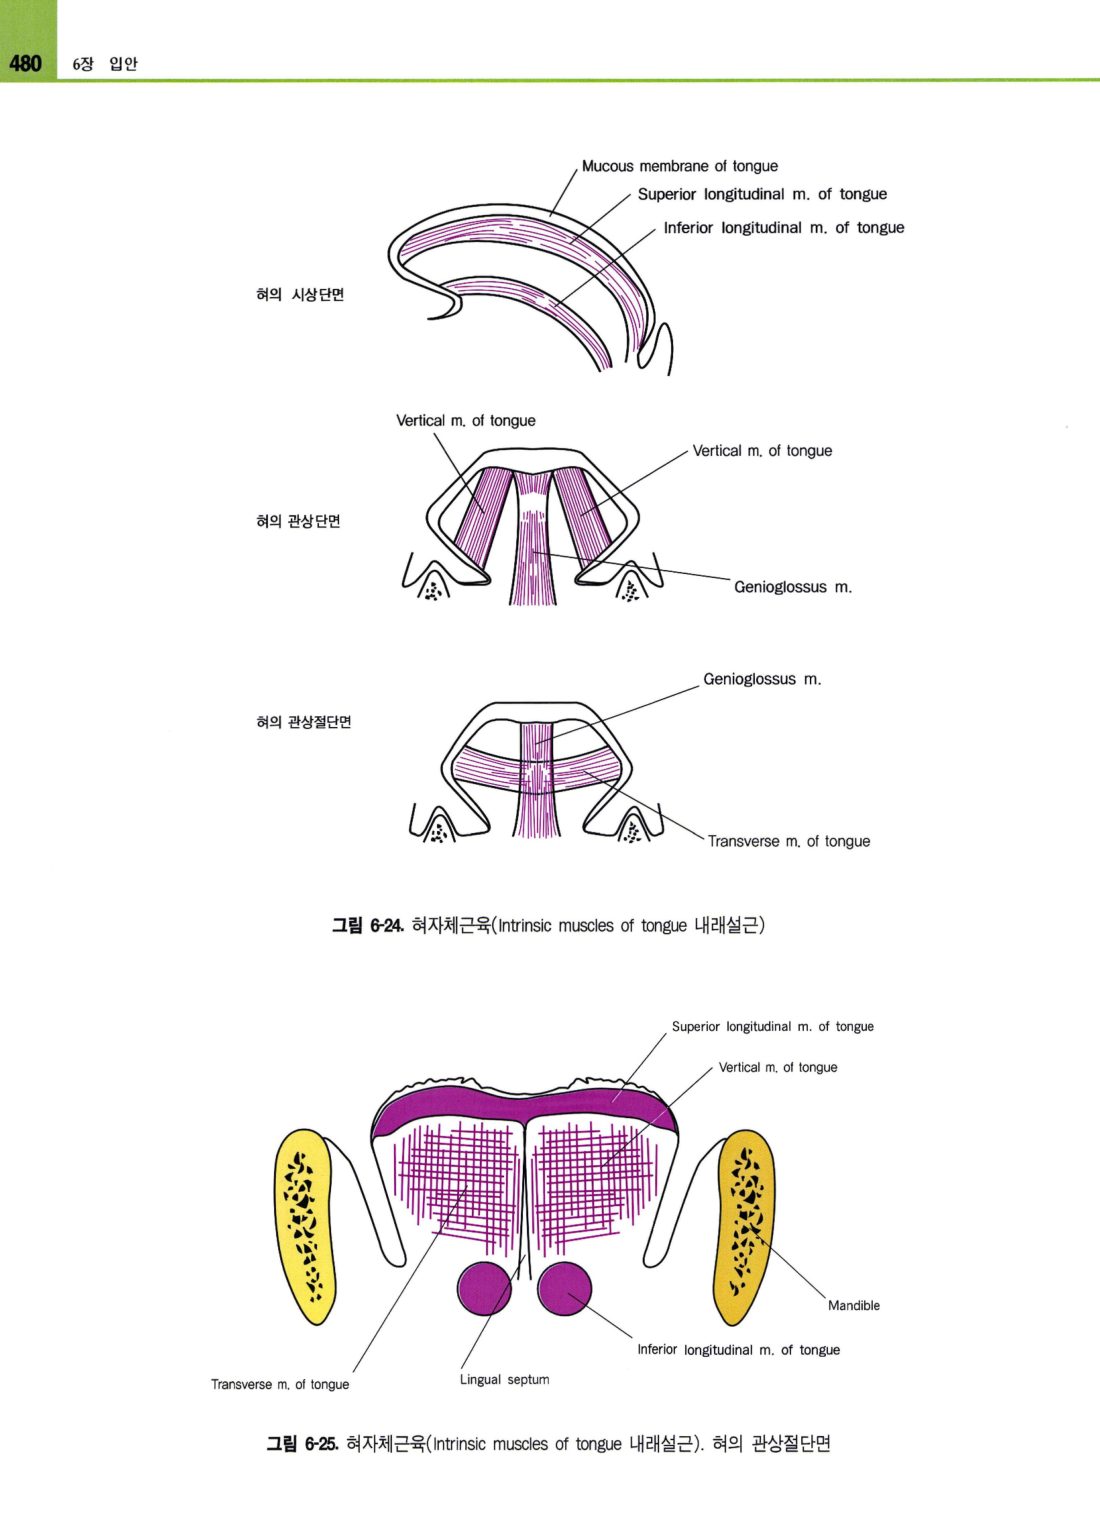 480 6장 입안
Mucous membrane of tongue
Superior longitudinal m. of tongue
Inferior longitudinal m. of tongue
혀의 시상단면
Vertical m. of tongue
Vertical m. of tongue
혀의 관상단면
Genioglossus m.
Genioglossus m.
혀의 관상절단면
Transverse m. of tongue
그림 6-24. 혀자체근육(Intrinsic muscles of tongue 내래설근)
Superior longitudinal m. of tongue
Vertical m. of tongue
Mandible
Inferior longitudinal m. of tongue
Lingual septum
Transverse m. of tongue
그림 6-25. 혀자체근육(Intrinsic muscles of tongue 내래설근). 혀의 관상절단면